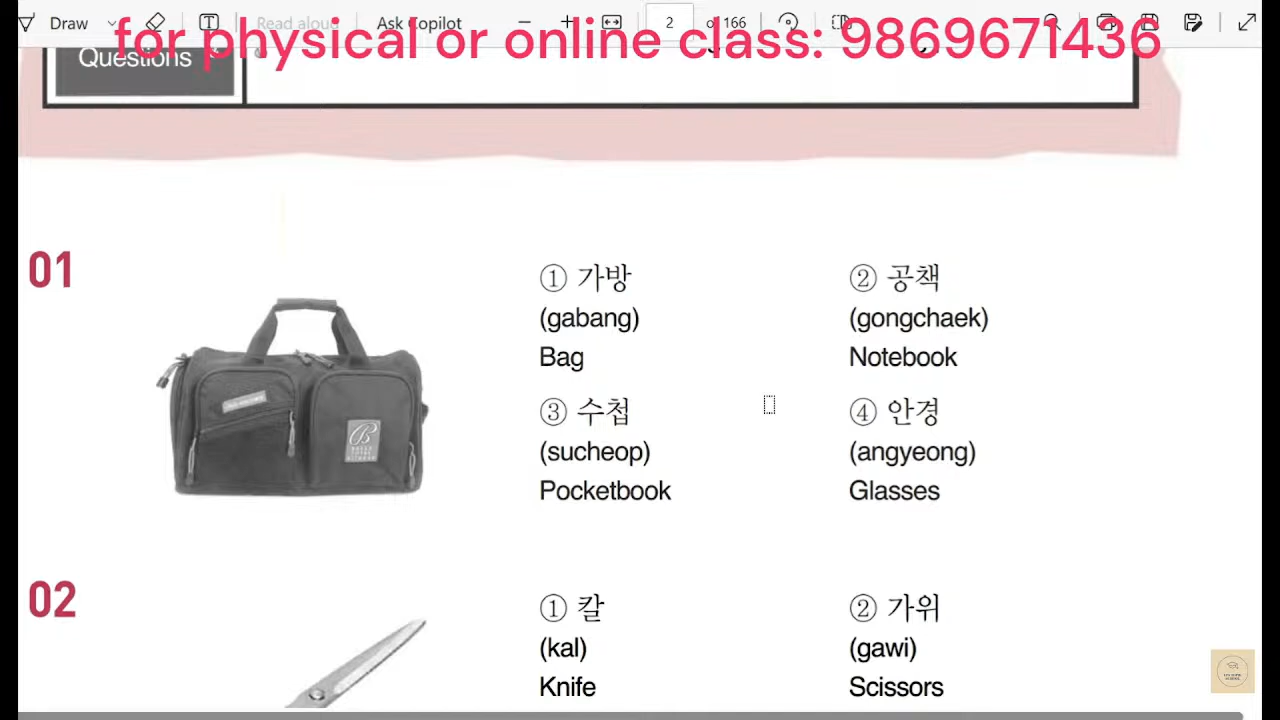 Draw
Read aloud
Ask Copilot
2
of 166
for physical or online class: 9869671436
Questions
01
① 가방
(gabang)
Bag
② 공책
(gongchaek)
Notebook
③ 수첩
(sucheop)
Pocketbook
④ 안경
(angyeong)
Glasses
02
① 칼
(kal)
Knife
② 가위
(gawi)
Scissors